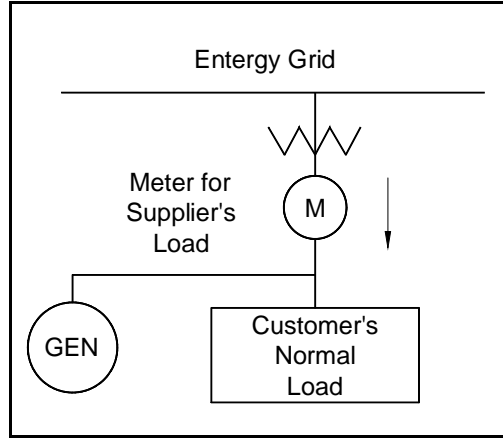 Entergy Grid
Meter for
Supplier's
Load
M
GEN
Customer's
Normal
Load